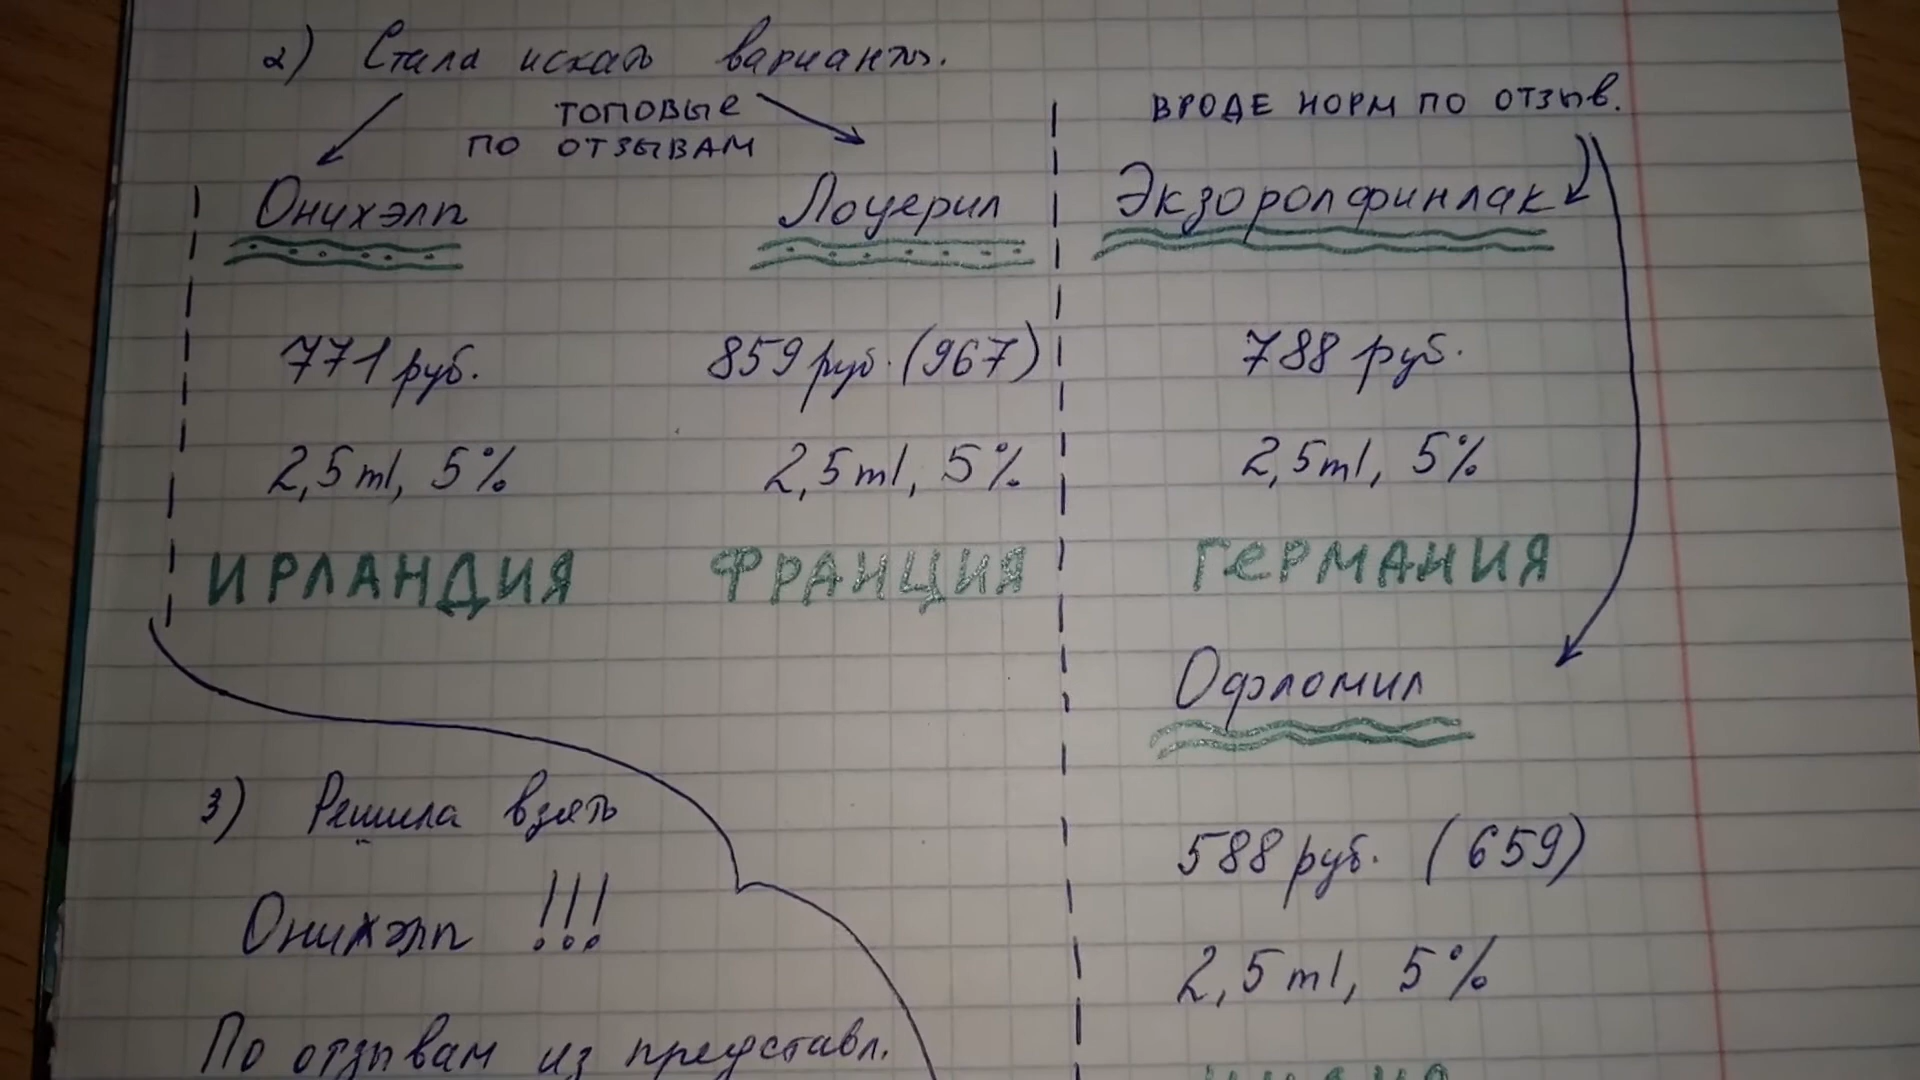 2) Стала искать варианты.
ТОПОВЫЕ
ПО ОТЗЫВАМ
ВРОДЕ НОРМ ПО ОТЗЫВ.
Онихэлп
Лоцерил
Экзоролфинлак
771 руб.
859 руб. (967)
788 руб.
2,5 ml, 5%
2,5 ml, 5%
2,5 ml, 5%
ИРЛАНДИЯ
ФРАНЦИЯ
ГЕРМАНИЯ
Офломил
588 руб. (659)
2,5 ml, 5%
3) Решила взять
Онихэлп !!!
По отзывам из представл.